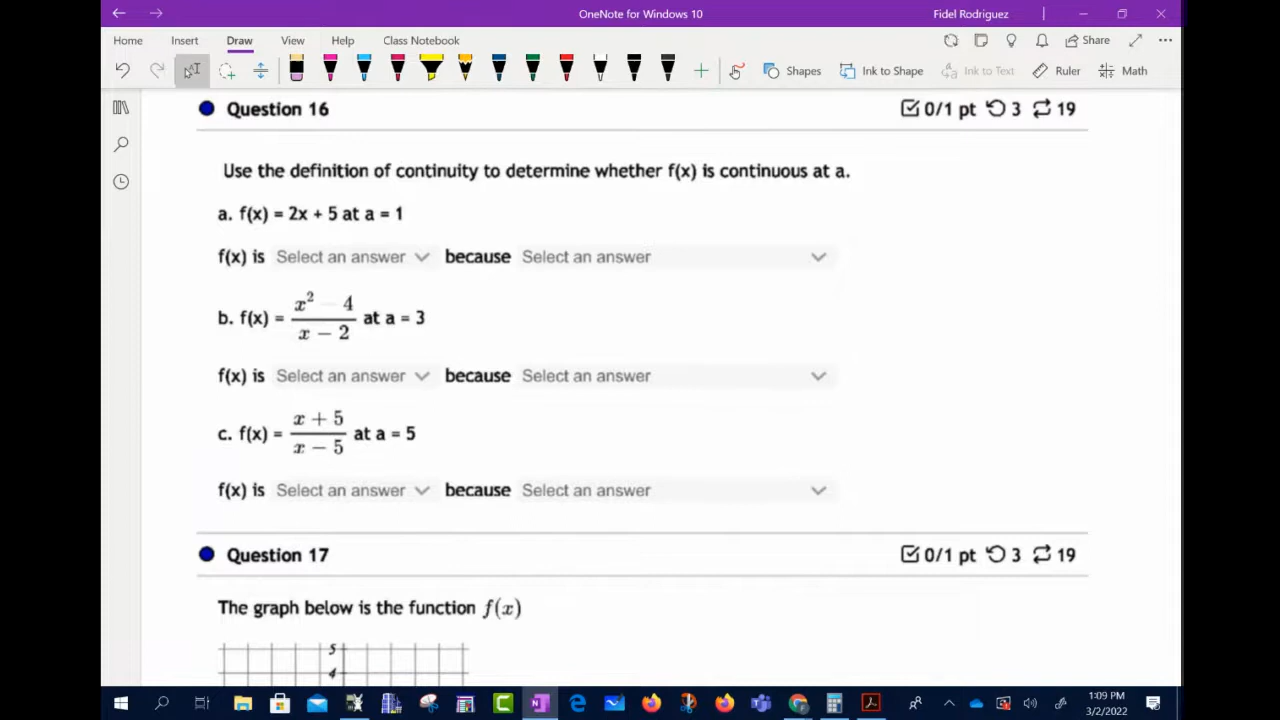 OneNote for Windows 10
Fidel Rodriguez
Home Insert Draw View Help Class Notebook
Share
Shapes Ink to Shape Ink to Text Ruler Math
Question 16
0/1 pt 3 19
Use the definition of continuity to determine whether f(x) is continuous at a.
a. f(x) = 2x + 5 at a = 1
f(x) is Select an answer because Select an answer
b. f(x) = \frac{x^2 - 4}{x - 2} at a = 3
f(x) is Select an answer because Select an answer
c. f(x) = \frac{x + 5}{x - 5} at a = 5
f(x) is Select an answer because Select an answer
Question 17
0/1 pt 3 19
The graph below is the function f(x)
5
4
1:09 PM
3/2/2022